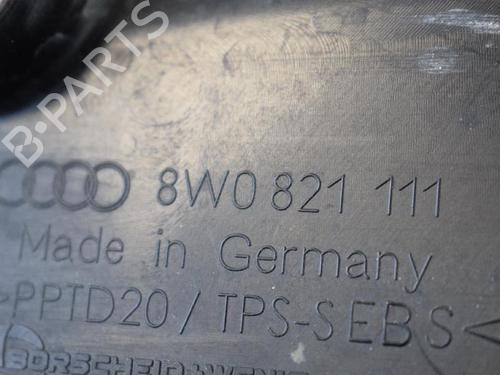 B-PARTS
8W0 821 111
Made in Germany
>PPTD20/TPS-SEBS<